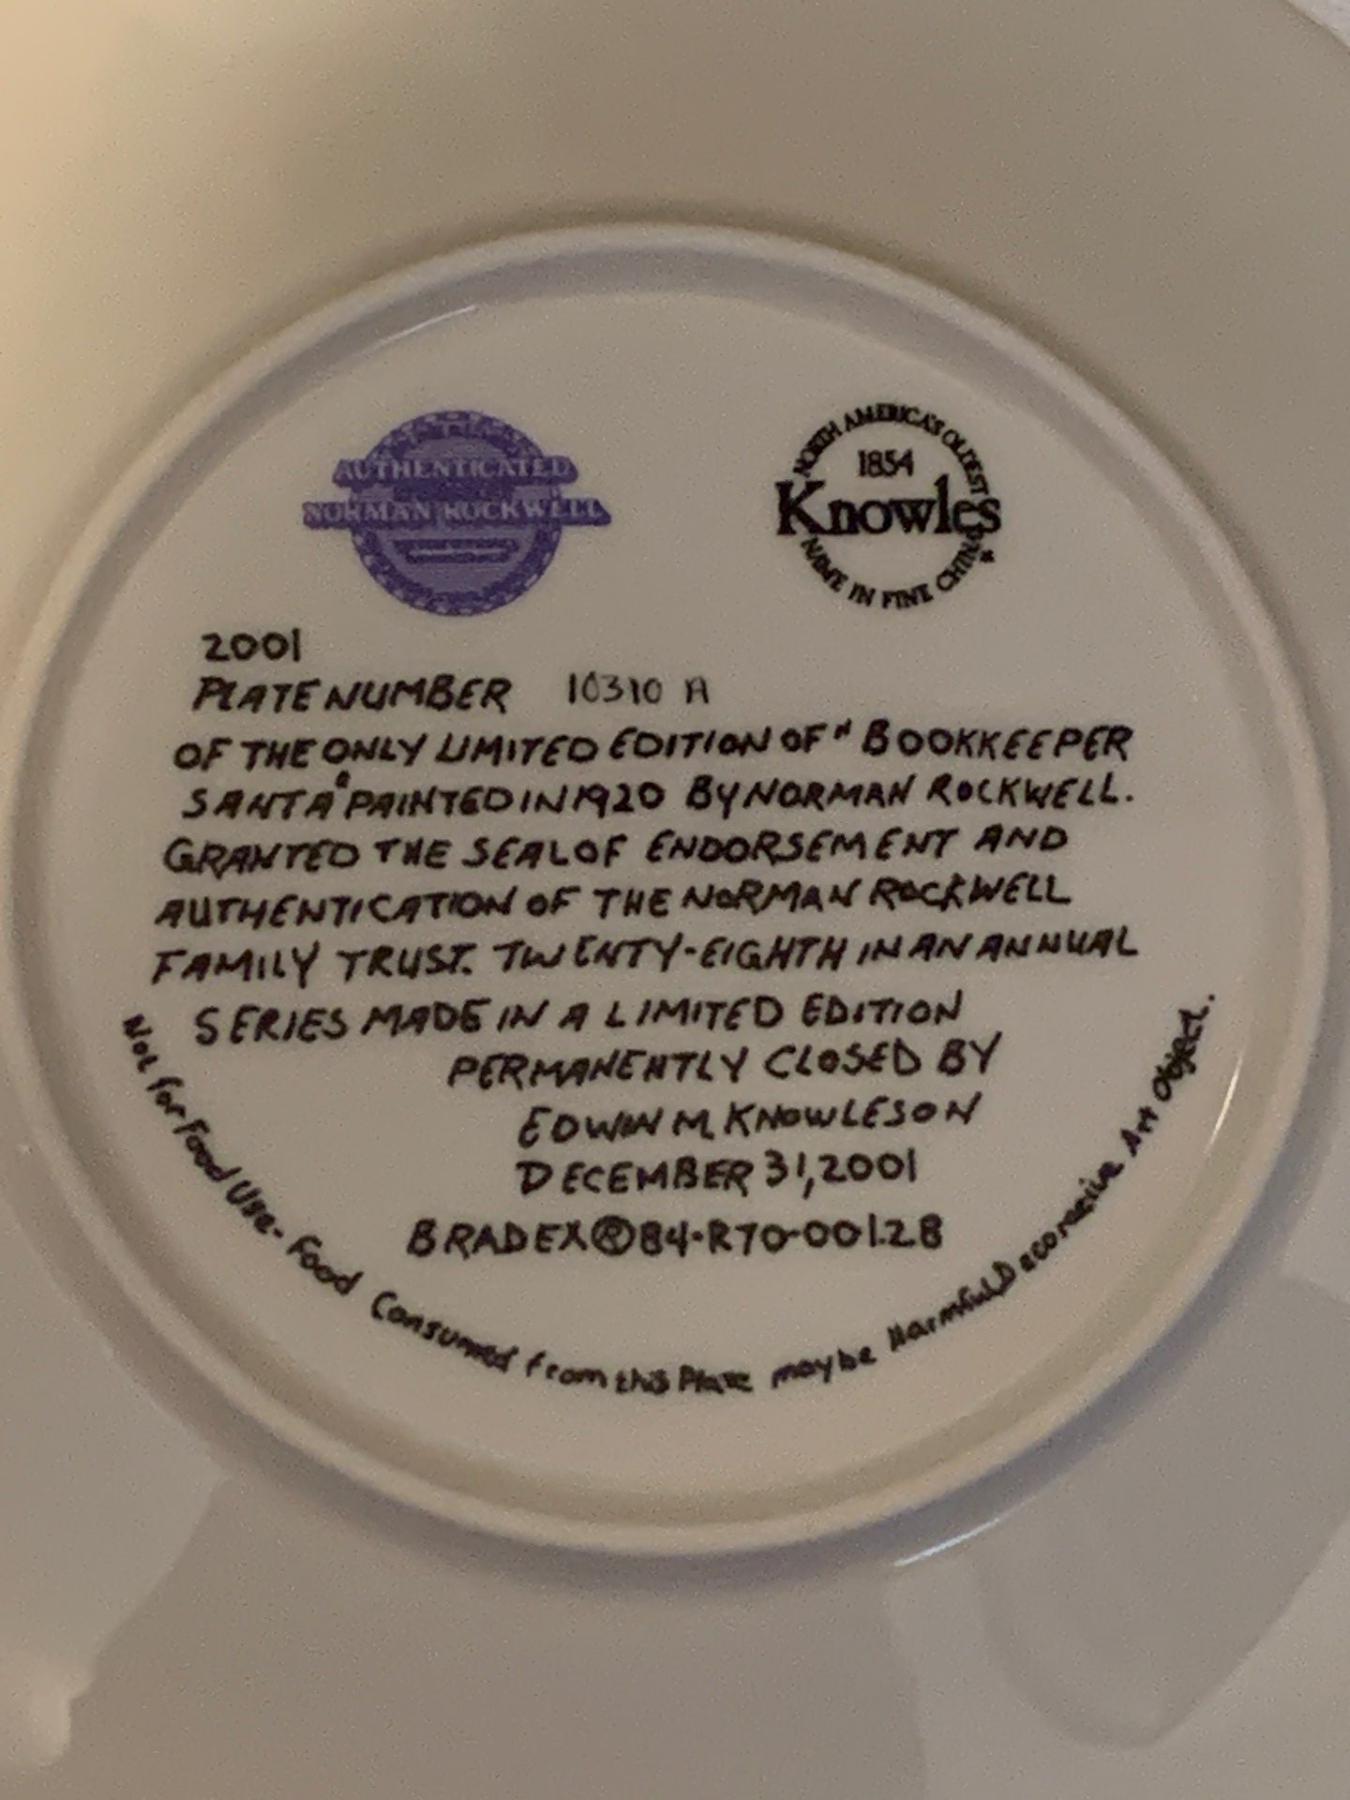 AUTHENTICATED
NORMAN ROCKWELL
NORTH AMERICA'S OLDEST
1854
Knowles
NAME IN FINE CHINA
2001
PLATE NUMBER 10310 A
OF THE ONLY LIMITED EDITION OF "BOOKKEEPER
SANTA" PAINTED IN 1920 BY NORMAN ROCKWELL.
GRANTED THE SEAL OF ENDORSEMENT AND
AUTHENTICATION OF THE NORMAN ROCKWELL
FAMILY TRUST. TWENTY-EIGHTH IN AN ANNUAL
SERIES MADE IN A LIMITED EDITION
PERMANENTLY CLOSED BY
EDWIN M. KNOWLES ON
DECEMBER 31, 2001
BRADEX®84-R70-001.28
Not for Food Use- Food Consumed from this Plate may be Harmful. Decorative Art Object.